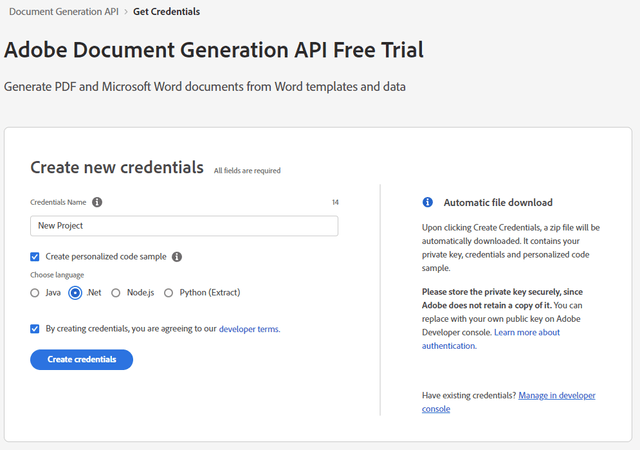 Document Generation API › Get Credentials
Adobe Document Generation API Free Trial
Generate PDF and Microsoft Word documents from Word templates and data
Create new credentials All fields are required
Credentials Name 14
New Project
Create personalized code sample
Choose language
Java .Net Node.js Python (Extract)
By creating credentials, you are agreeing to our developer terms.
Create credentials
Automatic file download
Upon clicking Create Credentials, a zip file will be
automatically downloaded. It contains your
private key, credentials and personalized code
sample.
Please store the private key securely, since
Adobe does not retain a copy of it. You can
replace with your own public key on Adobe
Developer console. Learn more about
authentication.
Have existing credentials? Manage in developer
console